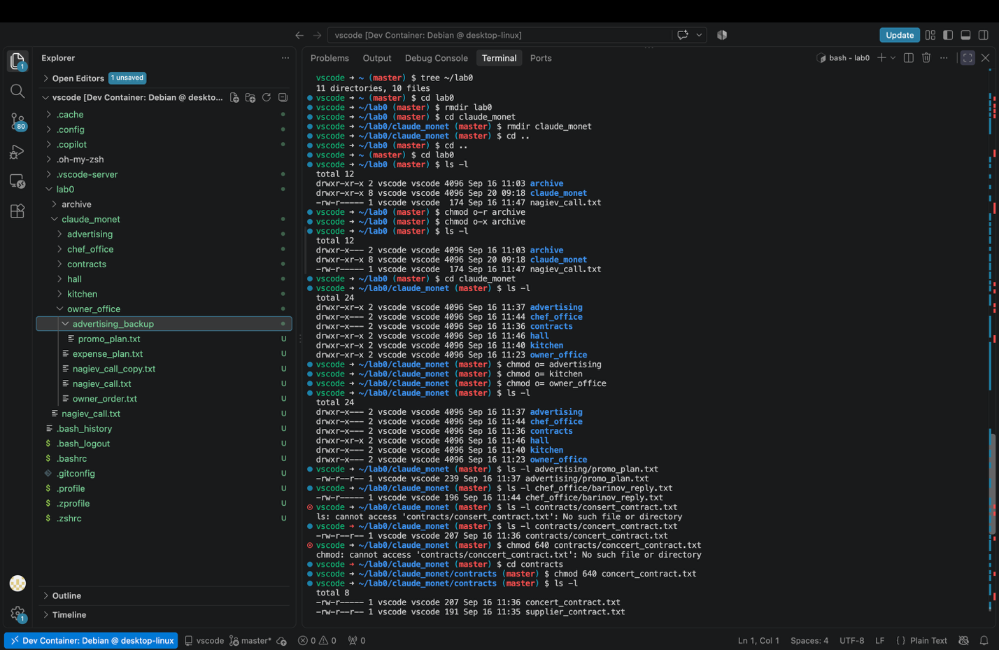 vscode [Dev Container: Debian @ desktop-linux]
Update
Explorer
Open Editors 1 unsaved
vscode [Dev Container: Debian @ deskto...
.cache
.config
.copilot
.oh-my-zsh
.vscode-server
lab0
archive
claude_monet
advertising
chef_office
contracts
hall
kitchen
owner_office
advertising_backup
promo_plan.txt U
expense_plan.txt U
nagiev_call_copy.txt U
nagiev_call.txt U
owner_order.txt U
nagiev_call.txt U
.bash_history U
.bash_logout U
.bashrc U
.gitconfig U
.profile U
.zprofile U
.zshrc U
Outline
Timeline
1
80
1
Problems Output Debug Console Terminal Ports
bash - lab0
vscode → ~ (master) $ tree ~/lab0
11 directories, 10 files
vscode → ~ (master) $ cd lab0
vscode → ~/lab0 (master) $ rmdir lab0
vscode → ~/lab0 (master) $ cd claude_monet
vscode → ~/lab0/claude_monet (master) $ rmdir claude_monet
vscode → ~/lab0/claude_monet (master) $ cd ..
vscode → ~/lab0 (master) $ cd ..
vscode → ~ (master) $ cd lab0
vscode → ~/lab0 (master) $ ls -l
total 12
drwxr-xr-x 2 vscode vscode 4096 Sep 16 11:03 archive
drwxr-xr-x 8 vscode vscode 4096 Sep 20 09:18 claude_monet
-rw-r----- 1 vscode vscode  174 Sep 16 11:47 nagiev_call.txt
vscode → ~/lab0 (master) $ chmod o-r archive
vscode → ~/lab0 (master) $ chmod o-x archive
vscode → ~/lab0 (master) $ ls -l
total 12
drwxr-x--- 2 vscode vscode 4096 Sep 16 11:03 archive
drwxr-xr-x 8 vscode vscode 4096 Sep 20 09:18 claude_monet
-rw-r----- 1 vscode vscode  174 Sep 16 11:47 nagiev_call.txt
vscode → ~/lab0 (master) $ cd claude_monet
vscode → ~/lab0/claude_monet (master) $ ls -l
total 24
drwxr-xr-x 2 vscode vscode 4096 Sep 16 11:37 advertising
drwxr-x--- 2 vscode vscode 4096 Sep 16 11:44 chef_office
drwxr-x--- 2 vscode vscode 4096 Sep 16 11:36 contracts
drwxr-xr-x 2 vscode vscode 4096 Sep 16 11:46 hall
drwxr-xr-x 2 vscode vscode 4096 Sep 16 11:40 kitchen
drwxr-xr-x 2 vscode vscode 4096 Sep 16 11:23 owner_office
vscode → ~/lab0/claude_monet (master) $ chmod o= advertising
vscode → ~/lab0/claude_monet (master) $ chmod o= kitchen
vscode → ~/lab0/claude_monet (master) $ chmod o= owner_office
vscode → ~/lab0/claude_monet (master) $ ls -l
total 24
drwxr-x--- 2 vscode vscode 4096 Sep 16 11:37 advertising
drwxr-x--- 2 vscode vscode 4096 Sep 16 11:44 chef_office
drwxr-x--- 2 vscode vscode 4096 Sep 16 11:36 contracts
drwxr-xr-x 2 vscode vscode 4096 Sep 16 11:46 hall
drwxr-x--- 2 vscode vscode 4096 Sep 16 11:40 kitchen
drwxr-x--- 2 vscode vscode 4096 Sep 16 11:23 owner_office
vscode → ~/lab0/claude_monet (master) $ ls -l advertising/promo_plan.txt
-rw-r--r-- 1 vscode vscode 239 Sep 16 11:37 advertising/promo_plan.txt
vscode → ~/lab0/claude_monet (master) $ ls -l chef_office/barinov_reply.txt
-rw-r----- 1 vscode vscode 196 Sep 16 11:44 chef_office/barinov_reply.txt
vscode → ~/lab0/claude_monet (master) $ ls -l contracts/consert_contract.txt
ls: cannot access 'contracts/consert_contract.txt': No such file or directory
vscode → ~/lab0/claude_monet (master) $ ls -l contracts/concert_contract.txt
-rw-r--r-- 1 vscode vscode 207 Sep 16 11:36 contracts/concert_contract.txt
vscode → ~/lab0/claude_monet (master) $ chmod 640 contracts/conccert_contract.txt
chmod: cannot access 'contracts/conccert_contract.txt': No such file or directory
vscode → ~/lab0/claude_monet (master) $ cd contracts
vscode → ~/lab0/claude_monet/contracts (master) $ chmod 640 concert_contract.txt
vscode → ~/lab0/claude_monet/contracts (master) $ ls -l
total 8
-rw-r----- 1 vscode vscode 207 Sep 16 11:36 concert_contract.txt
-rw-r--r-- 1 vscode vscode 191 Sep 16 11:35 supplier_contract.txt
Dev Container: Debian @ desktop-linux vscode master* 0 0 0 Ln 1, Col 1 Spaces: 4 UTF-8 LF { } Plain Text